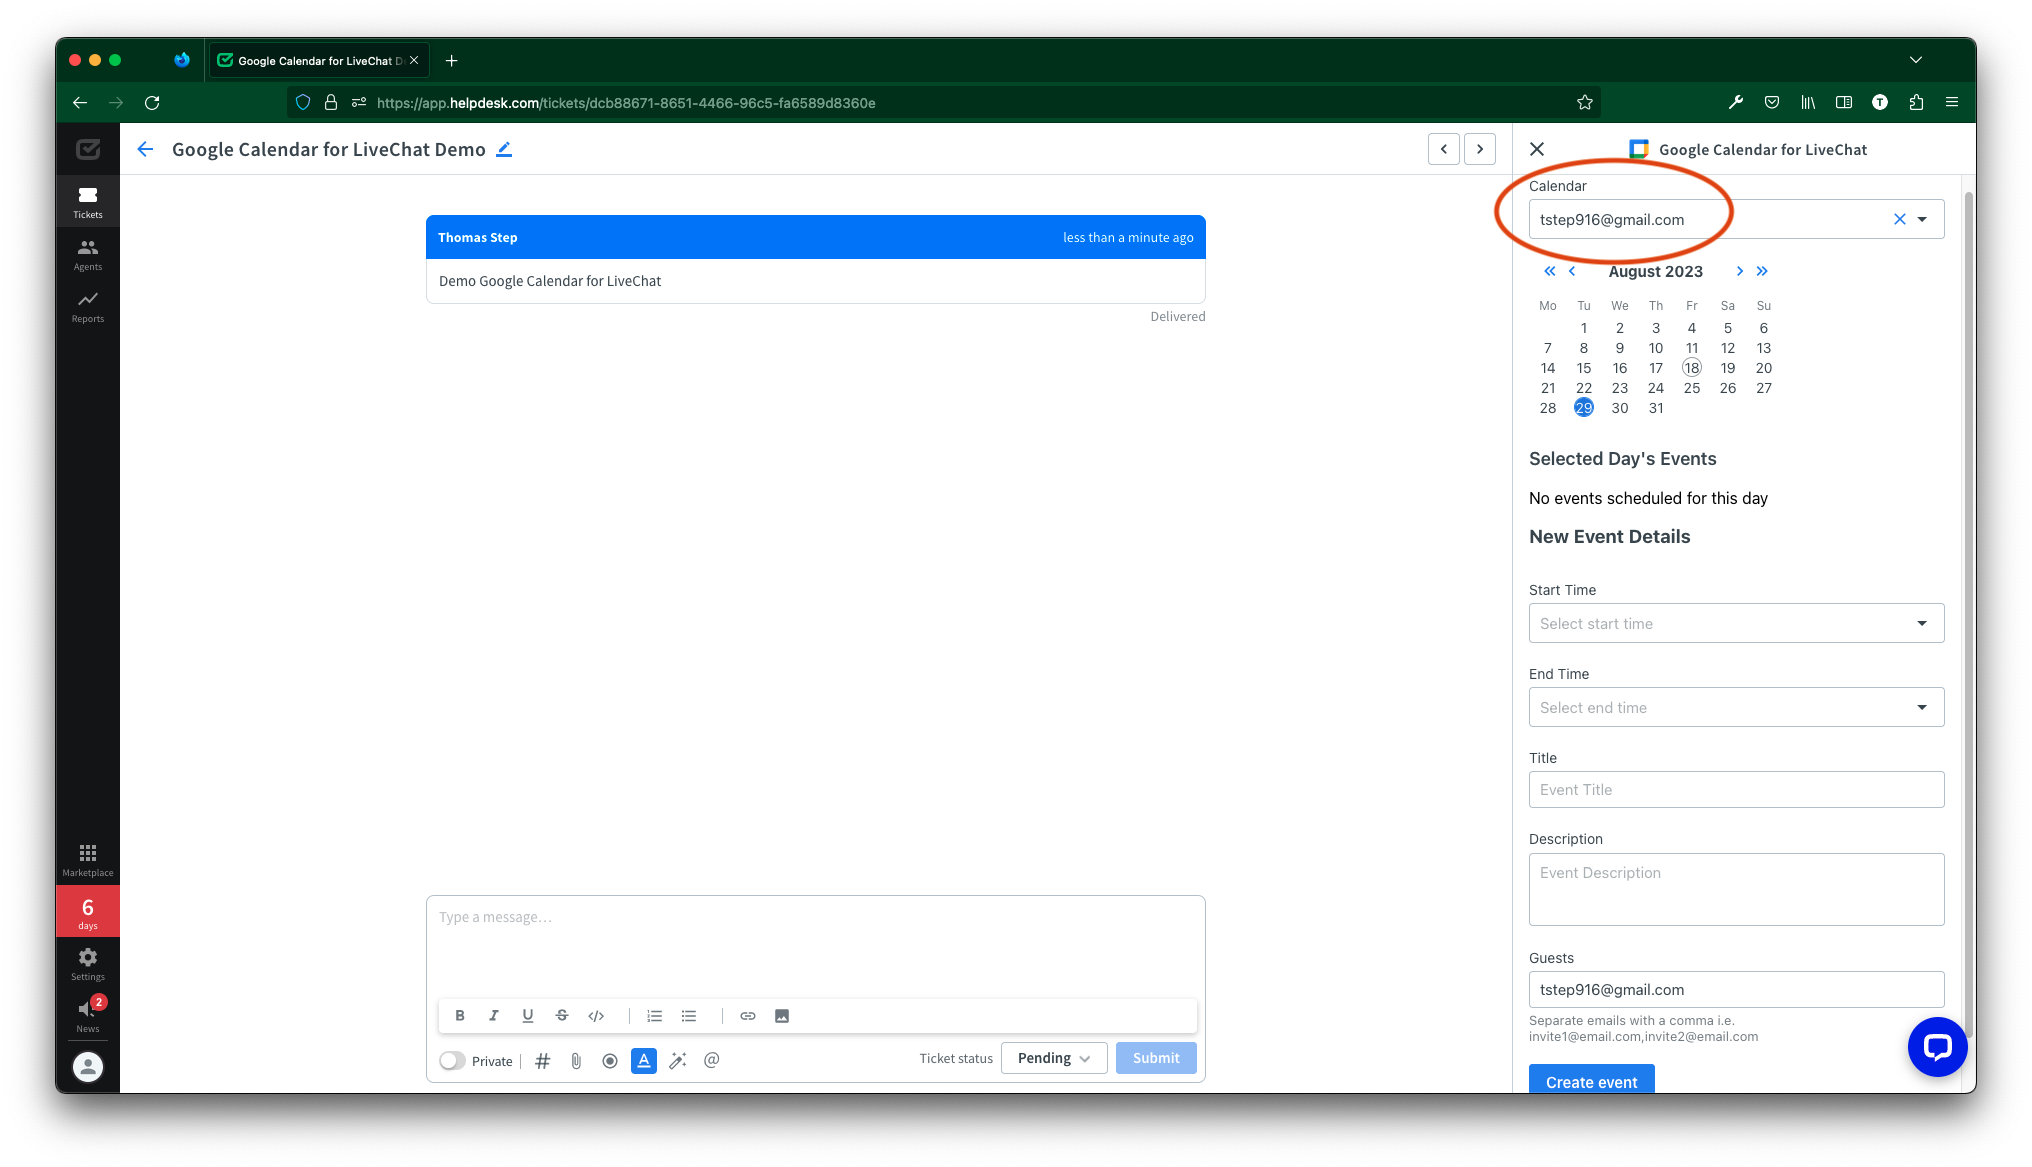 Google Calendar for LiveChat D
https://app.helpdesk.com/tickets/dcb88671-8651-4466-96c5-fa6589d8360e
T
Tickets
Agents
Reports
Marketplace
6
days
Settings
2
News
Google Calendar for LiveChat Demo
Thomas Step
less than a minute ago
Demo Google Calendar for LiveChat
Delivered
Type a message...
B I U S </>
Private
# A @
Ticket status
Pending
Submit
Google Calendar for LiveChat
Calendar
tstep916@gmail.com
August 2023
Mo Tu We Th Fr Sa Su
1 2 3 4 5 6
7 8 9 10 11 12 13
14 15 16 17 18 19 20
21 22 23 24 25 26 27
28 29 30 31
Selected Day's Events
No events scheduled for this day
New Event Details
Start Time
Select start time
End Time
Select end time
Title
Event Title
Description
Event Description
Guests
tstep916@gmail.com
Separate emails with a comma i.e.
invite1@email.com,invite2@email.com
Create event